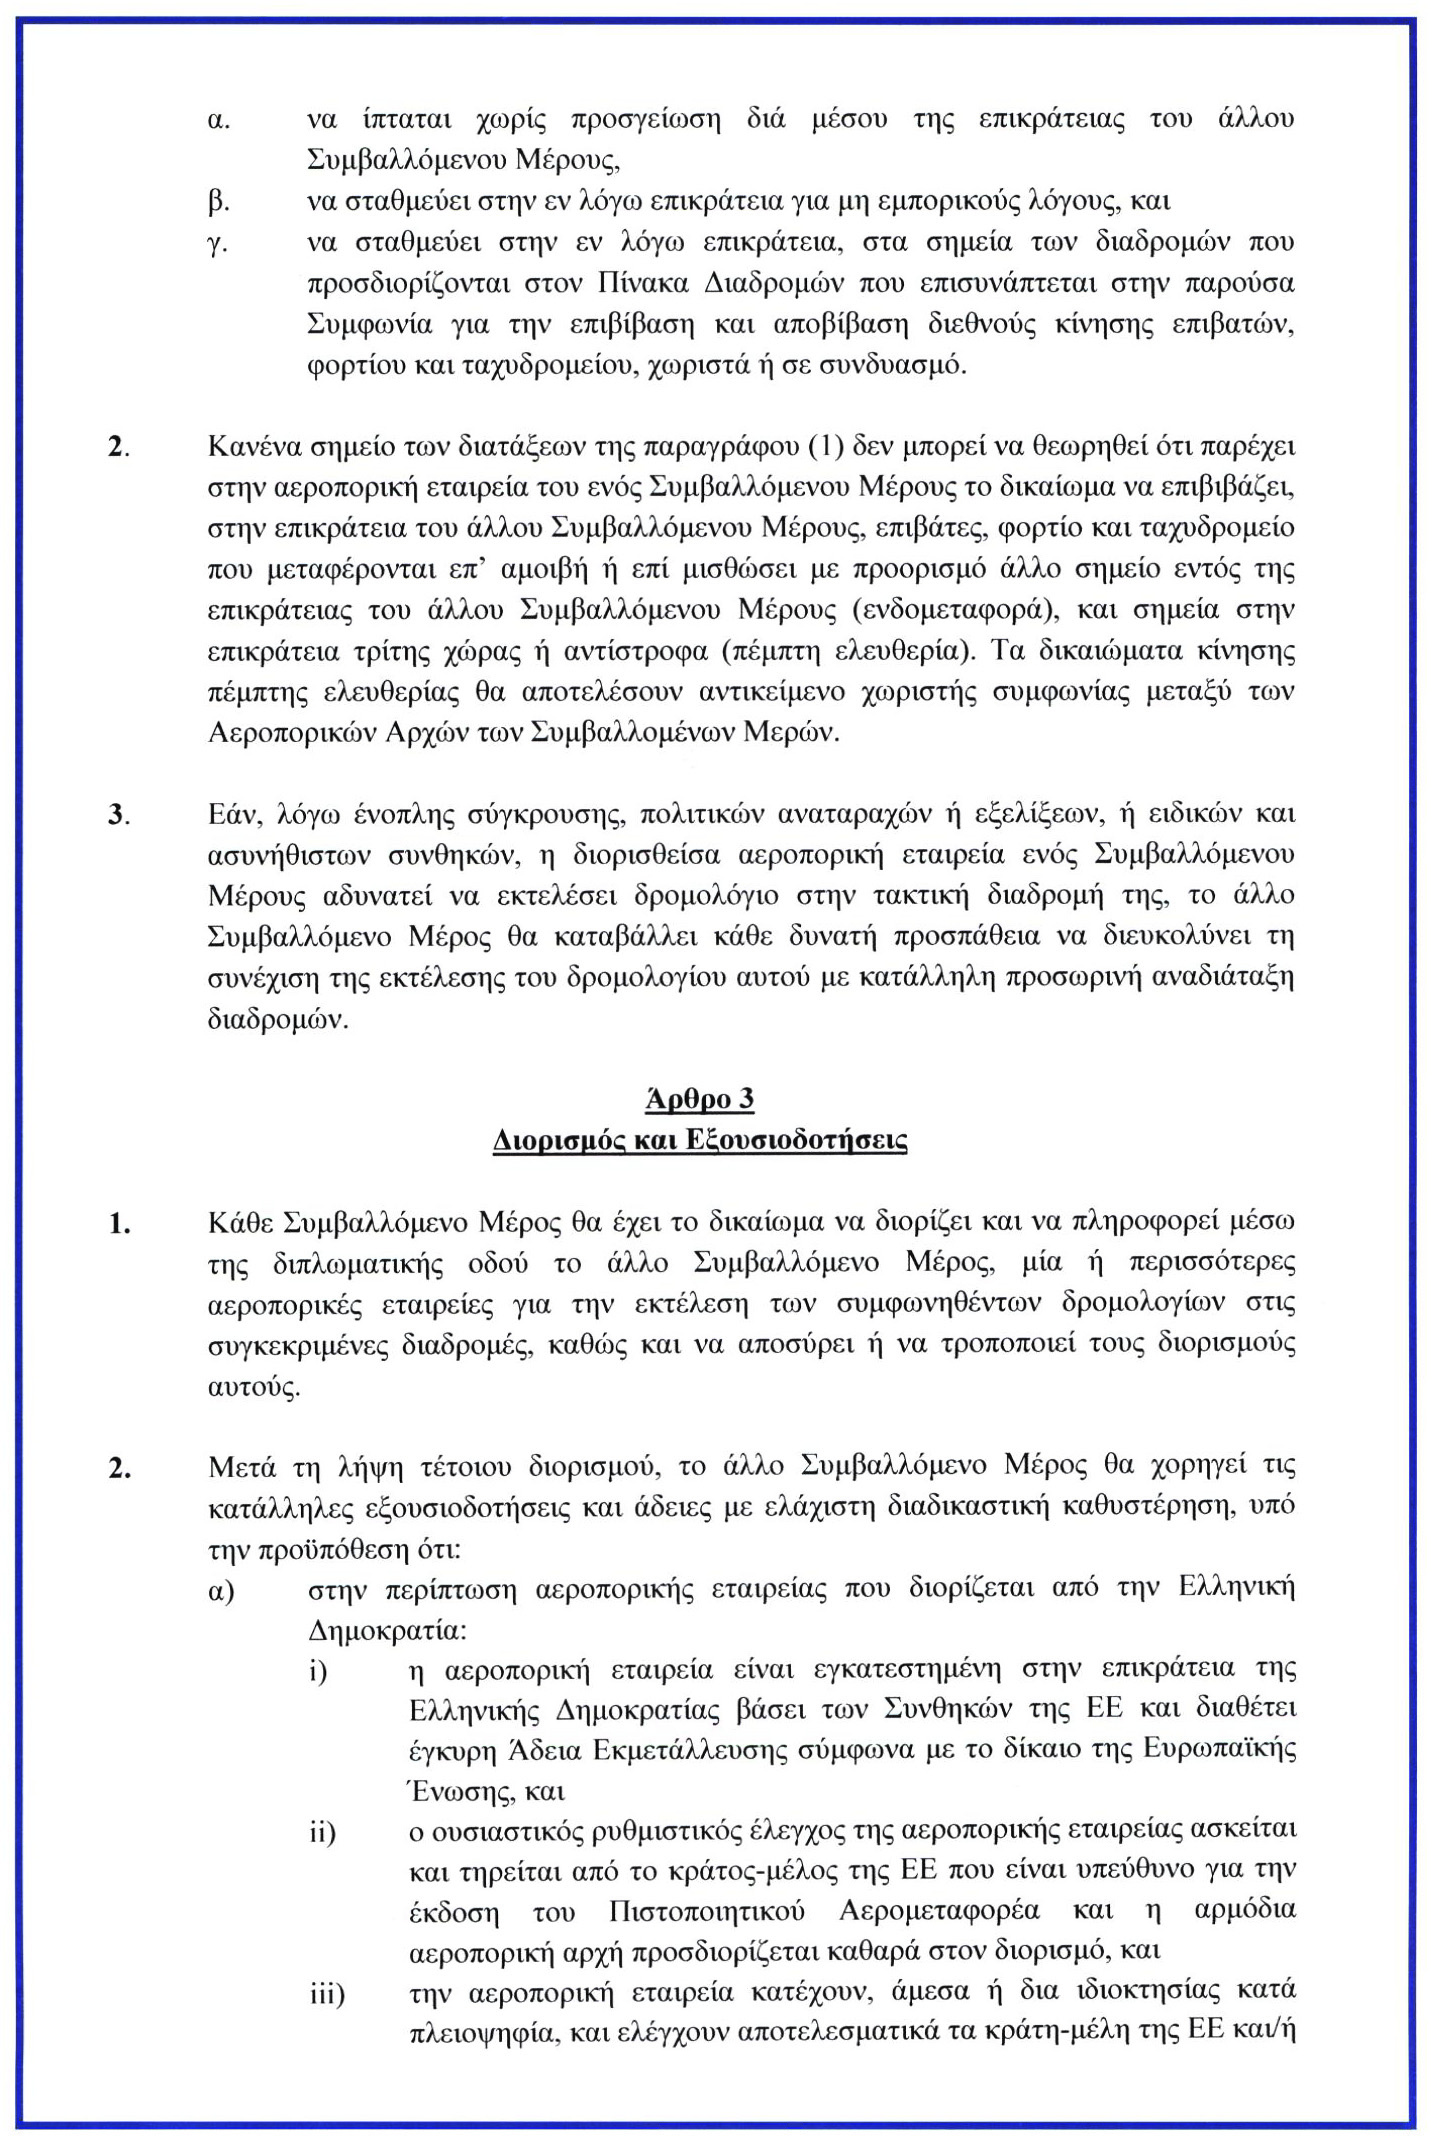 α. να ίπταται χωρίς προσγείωση διά μέσου της επικράτειας του άλλου
Συμβαλλόμενου Μέρους,
β. να σταθμεύει στην εν λόγω επικράτεια για μη εμπορικούς λόγους, και
γ. να σταθμεύει στην εν λόγω επικράτεια, στα σημεία των διαδρομών που
προσδιορίζονται στον Πίνακα Διαδρομών που επισυνάπτεται στην παρούσα
Συμφωνία για την επιβίβαση και αποβίβαση διεθνούς κίνησης επιβατών,
φορτίου και ταχυδρομείου, χωριστά ή σε συνδυασμό.
2. Κανένα σημείο των διατάξεων της παραγράφου (1) δεν μπορεί να θεωρηθεί ότι παρέχει
στην αεροπορική εταιρεία του ενός Συμβαλλόμενου Μέρους το δικαίωμα να επιβιβάζει,
στην επικράτεια του άλλου Συμβαλλόμενου Μέρους, επιβάτες, φορτίο και ταχυδρομείο
που μεταφέρονται επ’ αμοιβή ή επί μισθώσει με προορισμό άλλο σημείο εντός της
επικράτειας του άλλου Συμβαλλόμενου Μέρους (ενδομεταφορά), και σημεία στην
επικράτεια τρίτης χώρας ή αντίστροφα (πέμπτη ελευθερία). Τα δικαιώματα κίνησης
πέμπτης ελευθερίας θα αποτελέσουν αντικείμενο χωριστής συμφωνίας μεταξύ των
Αεροπορικών Αρχών των Συμβαλλομένων Μερών.
3. Εάν, λόγω ένοπλης σύγκρουσης, πολιτικών αναταραχών ή εξελίξεων, ή ειδικών και
ασυνήθιστων συνθηκών, η διορισθείσα αεροπορική εταιρεία ενός Συμβαλλόμενου
Μέρους αδυνατεί να εκτελέσει δρομολόγιο στην τακτική διαδρομή της, το άλλο
Συμβαλλόμενο Μέρος θα καταβάλλει κάθε δυνατή προσπάθεια να διευκολύνει τη
συνέχιση της εκτέλεσης του δρομολογίου αυτού με κατάλληλη προσωρινή αναδιάταξη
διαδρομών.
Άρθρο 3
Διορισμός και Εξουσιοδοτήσεις
1. Κάθε Συμβαλλόμενο Μέρος θα έχει το δικαίωμα να διορίζει και να πληροφορεί μέσω
της διπλωματικής οδού το άλλο Συμβαλλόμενο Μέρος, μία ή περισσότερες
αεροπορικές εταιρείες για την εκτέλεση των συμφωνηθέντων δρομολογίων στις
συγκεκριμένες διαδρομές, καθώς και να αποσύρει ή να τροποποιεί τους διορισμούς
αυτούς.
2. Μετά τη λήψη τέτοιου διορισμού, το άλλο Συμβαλλόμενο Μέρος θα χορηγεί τις
κατάλληλες εξουσιοδοτήσεις και άδειες με ελάχιστη διαδικαστική καθυστέρηση, υπό
την προϋπόθεση ότι:
α) στην περίπτωση αεροπορικής εταιρείας που διορίζεται από την Ελληνική
Δημοκρατία:
i) η αεροπορική εταιρεία είναι εγκατεστημένη στην επικράτεια της
Ελληνικής Δημοκρατίας βάσει των Συνθηκών της ΕΕ και διαθέτει
έγκυρη Άδεια Εκμετάλλευσης σύμφωνα με το δίκαιο της Ευρωπαϊκής
Ένωσης, και
ii) ο ουσιαστικός ρυθμιστικός έλεγχος της αεροπορικής εταιρείας ασκείται
και τηρείται από το κράτος-μέλος της ΕΕ που είναι υπεύθυνο για την
έκδοση του Πιστοποιητικού Αερομεταφορέα και η αρμόδια
αεροπορική αρχή προσδιορίζεται καθαρά στον διορισμό, και
iii) την αεροπορική εταιρεία κατέχουν, άμεσα ή δια ιδιοκτησίας κατά
πλειοψηφία, και ελέγχουν αποτελεσματικά τα κράτη-μέλη της ΕΕ και/ή